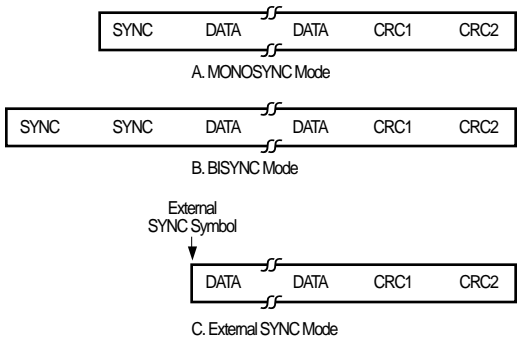 SYNC DATA DATA CRC1 CRC2
A. MONOSYNC Mode
SYNC SYNC DATA DATA CRC1 CRC2
B. BISYNC Mode
External
SYNC Symbol
DATA DATA CRC1 CRC2
C. External SYNC Mode